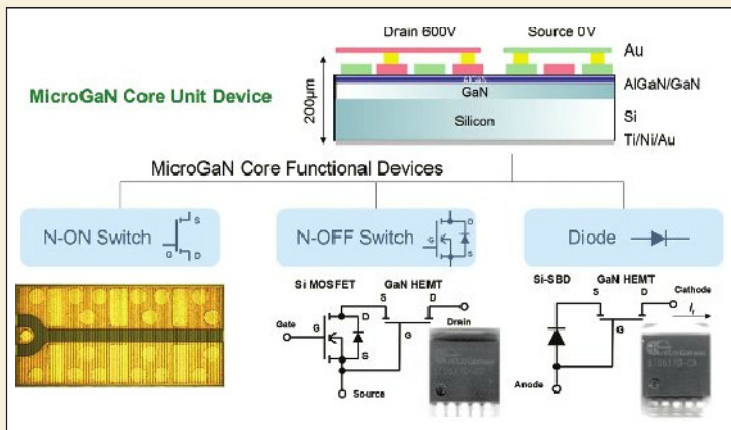 Drain 600V Source 0V
Au
200µm
AlGaN
AlGaN/GaN
GaN
MicroGaN Core Unit Device
Si
Silicon
Ti/Ni/Au
MicroGaN Core Functional Devices
N-ON Switch
G
S
D
N-OFF Switch
G
D
S
Diode
Si MOSFET GaN HEMT
S D
Gate
G
D
S
G
Drain
Source
Si-SBD GaN HEMT
S D
Cathode
G
Anode